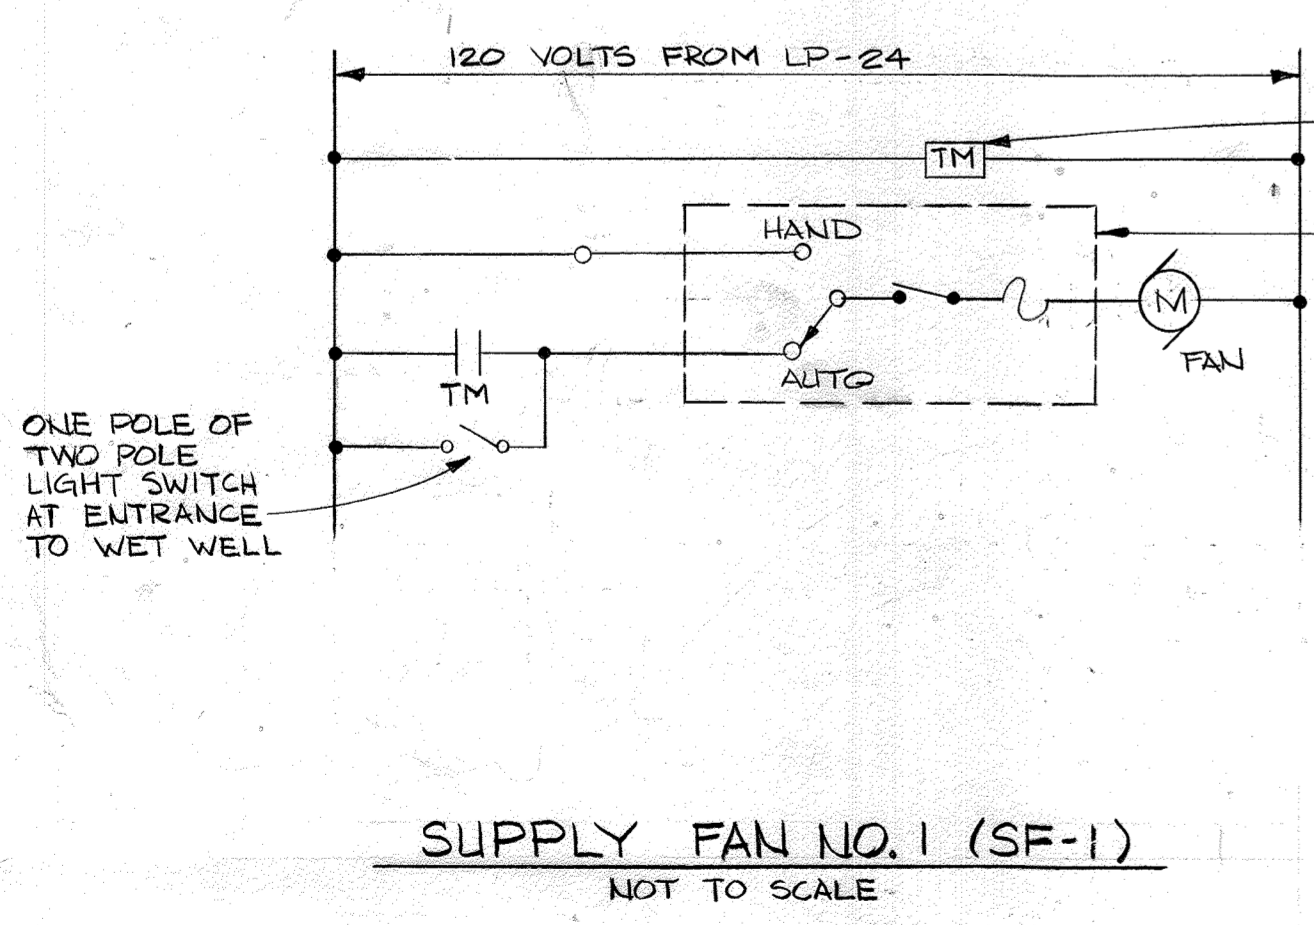 120 VOLTS FROM LP-24
TM
HAND
M
FAN
AUTO
TM
ONE POLE OF
TWO POLE
LIGHT SWITCH
AT ENTRANCE
TO WET WELL
SUPPLY FAN NO. 1 (SF-1)
NOT TO SCALE